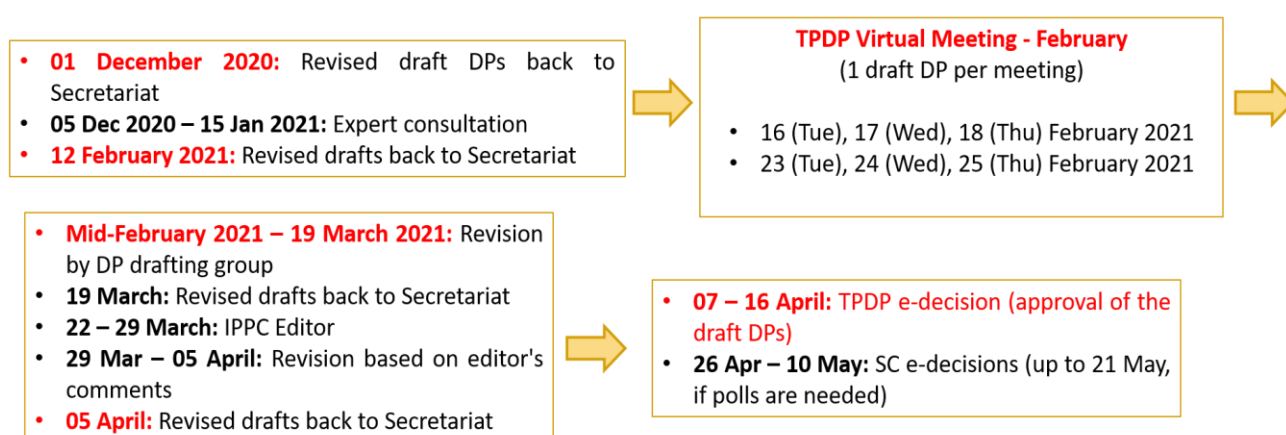 • 01 December 2020: Revised draft DPs back to
Secretariat
• 05 Dec 2020 – 15 Jan 2021: Expert consultation
• 12 February 2021: Revised drafts back to Secretariat
TPDP Virtual Meeting - February
(1 draft DP per meeting)
• 16 (Tue), 17 (Wed), 18 (Thu) February 2021
• 23 (Tue), 24 (Wed), 25 (Thu) February 2021
• Mid-February 2021 – 19 March 2021: Revision
by DP drafting group
• 19 March: Revised drafts back to Secretariat
• 22 – 29 March: IPPC Editor
• 29 Mar – 05 April: Revision based on editor's
comments
• 05 April: Revised drafts back to Secretariat
• 07 – 16 April: TPDP e-decision (approval of the
draft DPs)
• 26 Apr – 10 May: SC e-decisions (up to 21 May,
if polls are needed)